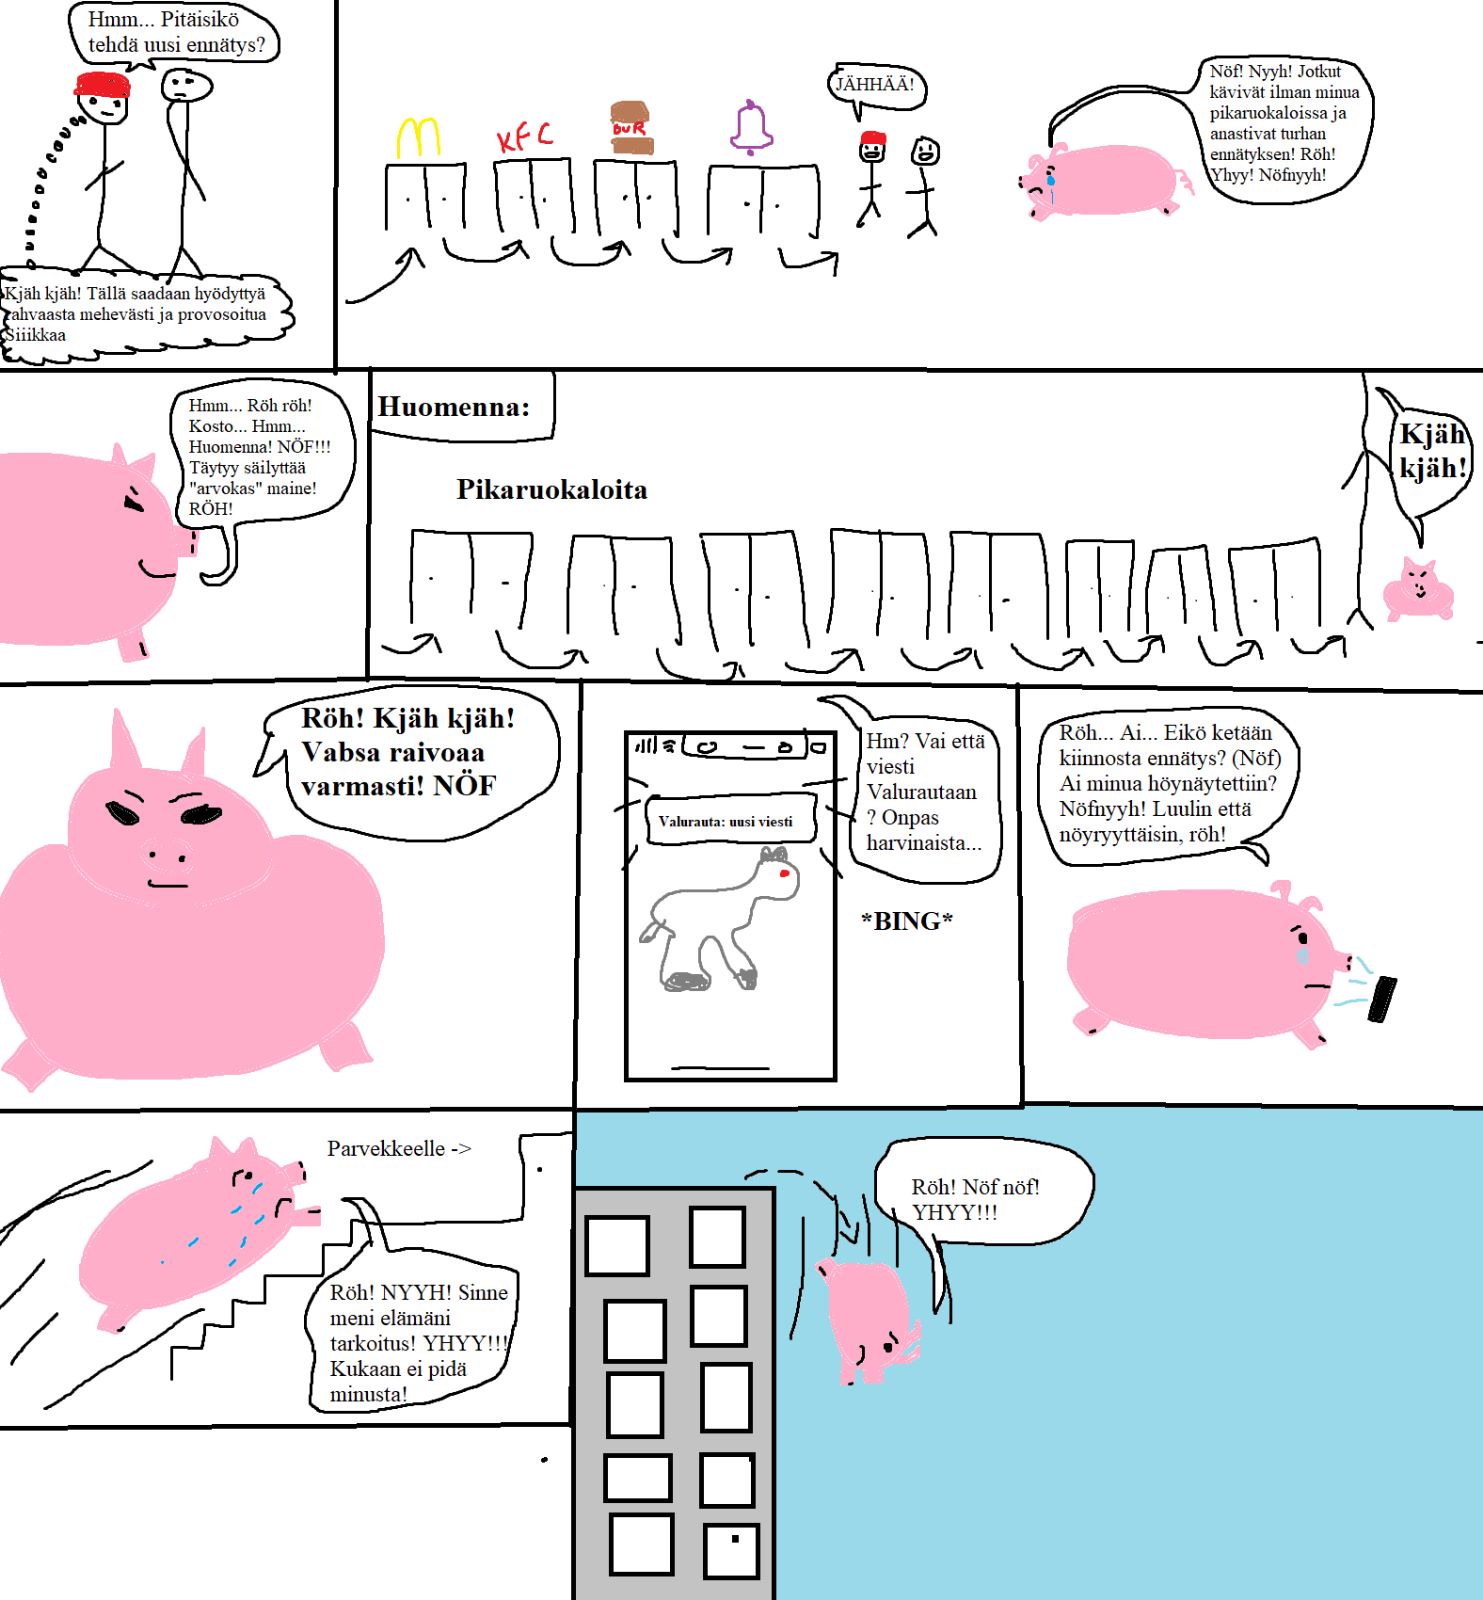 Hmm... Pitäisikö
tehdä uusi ennätys?
Kjäh kjäh! Tällä saadaan hyödyttyä
rahvaasta mehevästi ja provosoitua
Siiikkaa
KFC
BUR
JÄHHÄÄ!
Nöf! Nyyh! Jotkut
kävivät ilman minua
pikaruokaloissa ja
anastivat turhan
ennätyksen! Röh!
Yhyy! Nöfnyyh!
Hmm... Röh röh!
Kosto... Hmm...
Huomenna! NÖF!!!
Täytyy säilyttää
"arvokas" maine!
RÖH!
Huomenna:
Pikaruokaloita
Kjäh
kjäh!
Röh! Kjäh kjäh!
Vabsa raivoaa
varmasti! NÖF
Valurauta: uusi viesti
Hm? Vai että
viesti
Valurautaan
? Onpas
harvinaista...
*BING*
Röh... Ai... Eikö ketään
kiinnosta ennätys? (Nöf)
Ai minua höynäytettiin?
Nöfnyyh! Luulin että
nöyryyttäisin, röh!
Parvekkeelle ->
Röh! NYYH! Sinne
meni elämäni
tarkoitus! YHYY!!!
Kukaan ei pidä
minusta!
Röh! Nöf nöf!
YHYY!!!